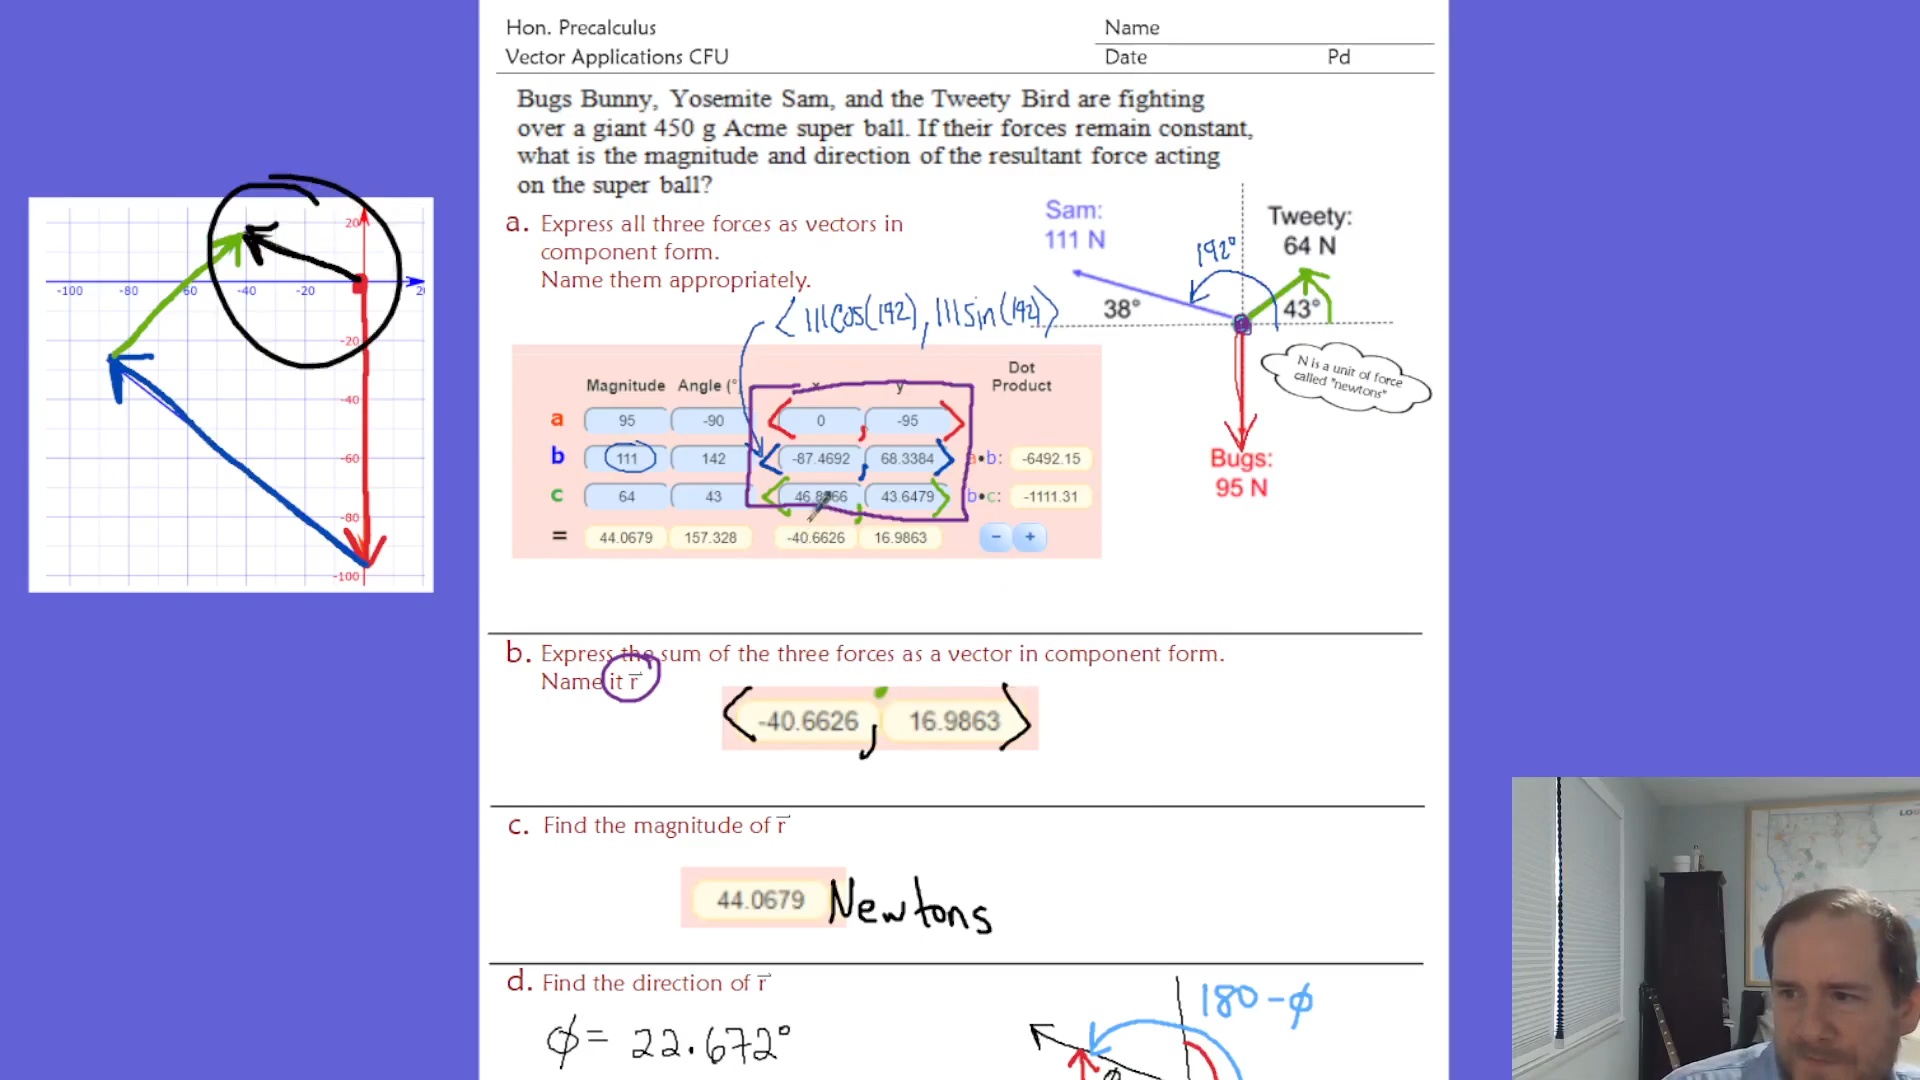 Hon. Precalculus
Name
Vector Applications CFU
Date
Pd
Bugs Bunny, Yosemite Sam, and the Tweety Bird are fighting
over a giant 450 g Acme super ball. If their forces remain constant,
what is the magnitude and direction of the resultant force acting
on the super ball?
a. Express all three forces as vectors in
component form.
Name them appropriately.
Sam:
111 N
192°
Tweety:
64 N
38°
43°
N is a unit of force
called "newtons"
Bugs:
95 N
⟨111cos(192), 111sin(192)⟩
Magnitude Angle (° x y Dot
Product
a 95 -90 0 , -95
b 111 142 -87.4692 , 68.3384 a•b: -6492.15
c 64 43 , 43.6479 b•c: -1111.31
= 44.0679 157.328 -40.6626 16.9863 - +
20
-100 -80 -60 -40 -20
-20
-40
-60
-80
-100
b. Express the sum of the three forces as a vector in component form.
Name it r⃗
⟨-40.6626 , 16.9863⟩
c. Find the magnitude of r⃗
44.0679 Newtons
d. Find the direction of r⃗
ϕ= 22.672°
180-ϕ
ϕ